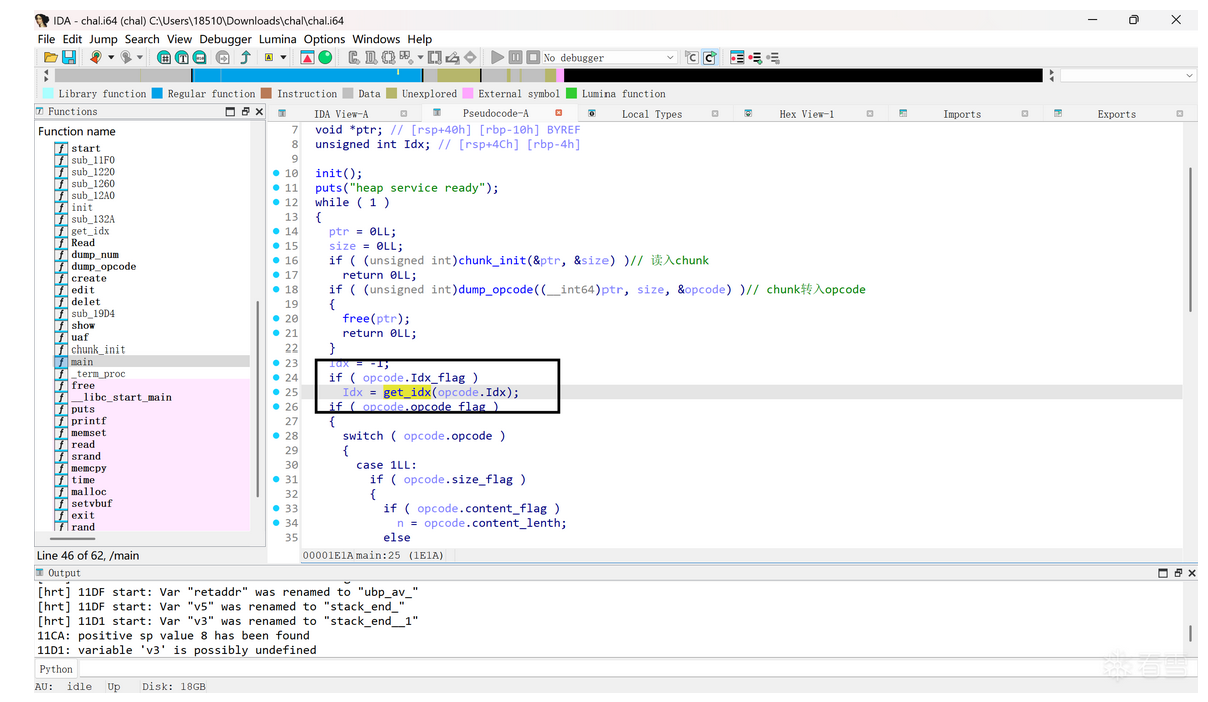 IDA - chal.i64 (chal) C:\Users\18510\Downloads\chal\chal.i64
File Edit Jump Search View Debugger Lumina Options Windows Help
No debugger
Library function Regular function Instruction Data Unexplored External symbol Lumina function
Functions
IDA View-A Pseudocode-A Local Types Hex View-1 Imports Exports
Function name
start
sub_11F0
sub_1220
sub_1260
sub_12A0
init
sub_132A
get_idx
Read
dump_num
dump_opcode
create
edit
delet
sub_19D4
show
uaf
chunk_init
main
_term_proc
free
__libc_start_main
puts
printf
memset
read
srand
memcpy
time
malloc
setvbuf
exit
rand
Line 46 of 62, /main
7 void *ptr; // [rsp+40h] [rbp-10h] BYREF
8 unsigned int Idx; // [rsp+4Ch] [rbp-4h]
9
10 init();
11 puts("heap service ready");
12 while ( 1 )
13 {
14 ptr = 0LL;
15 size = 0LL;
16 if ( (unsigned int)chunk_init(&ptr, &size) )// 读入chunk
17 return 0LL;
18 if ( (unsigned int)dump_opcode((__int64)ptr, size, &opcode) )// chunk转入opcode
19 {
20 free(ptr);
21 return 0LL;
22 }
23 Idx = -1;
24 if ( opcode.Idx_flag )
25 Idx = get_idx(opcode.Idx);
26 if ( opcode.opcode_flag )
27 {
28 switch ( opcode.opcode )
29 {
30 case 1LL:
31 if ( opcode.size_flag )
32 {
33 if ( opcode.content_flag )
34 n = opcode.content_lenth;
35 else
00001E1A main:25 (1E1A)
Output
[hrt] 11DF start: Var "retaddr" was renamed to "ubp_av_"
[hrt] 11DF start: Var "v5" was renamed to "stack_end_"
[hrt] 11D1 start: Var "v3" was renamed to "stack_end__1"
11CA: positive sp value 8 has been found
11D1: variable 'v3' is possibly undefined
Python
AU: idle Up Disk: 18GB
看雪